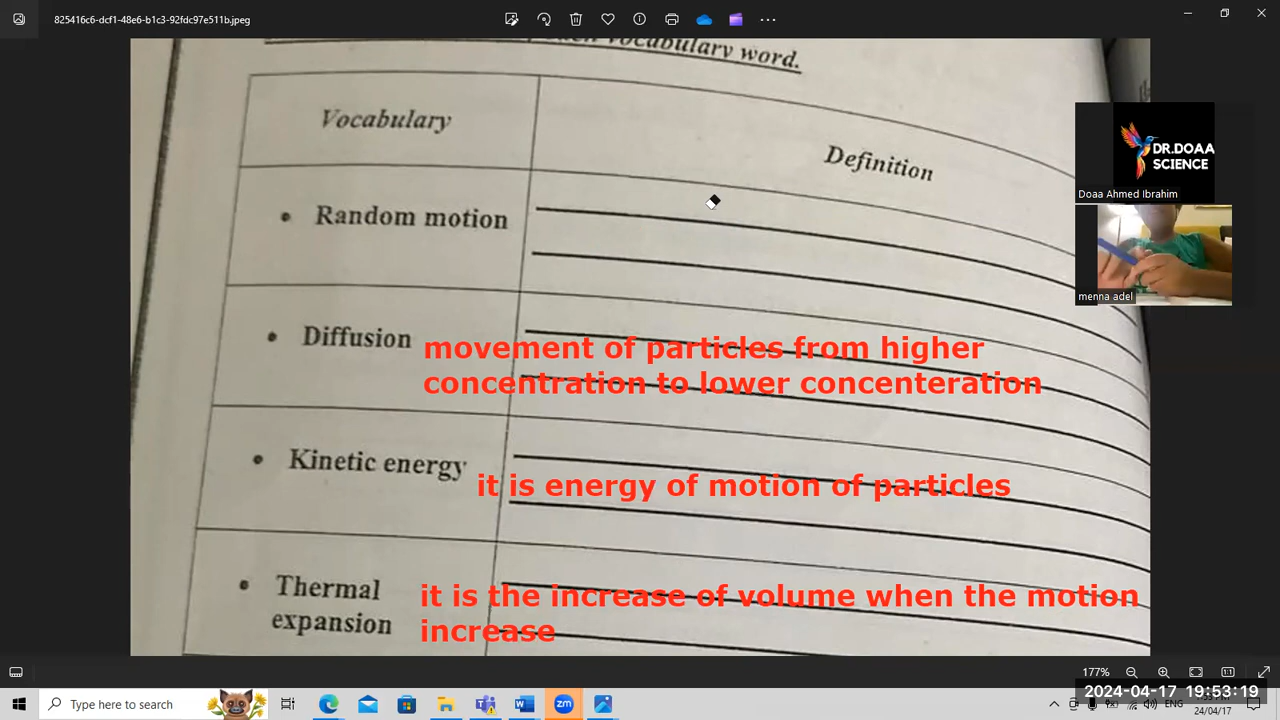 825416c6-dcf1-48e6-b1c3-92fdc97e511b.jpeg
vocabulary word.
Vocabulary
Definition
DR.DOAA
SCIENCE
Doaa Ahmed Ibrahim
• Random motion
menna adel
• Diffusion
movement of particles from higher
concentration to lower concenteration
• Kinetic energy
it is energy of motion of particles
• Thermal
expansion
it is the increase of volume when the motion
increase
177%
Type here to search
2024-04-17 19:53:19
ENG
24/04/17